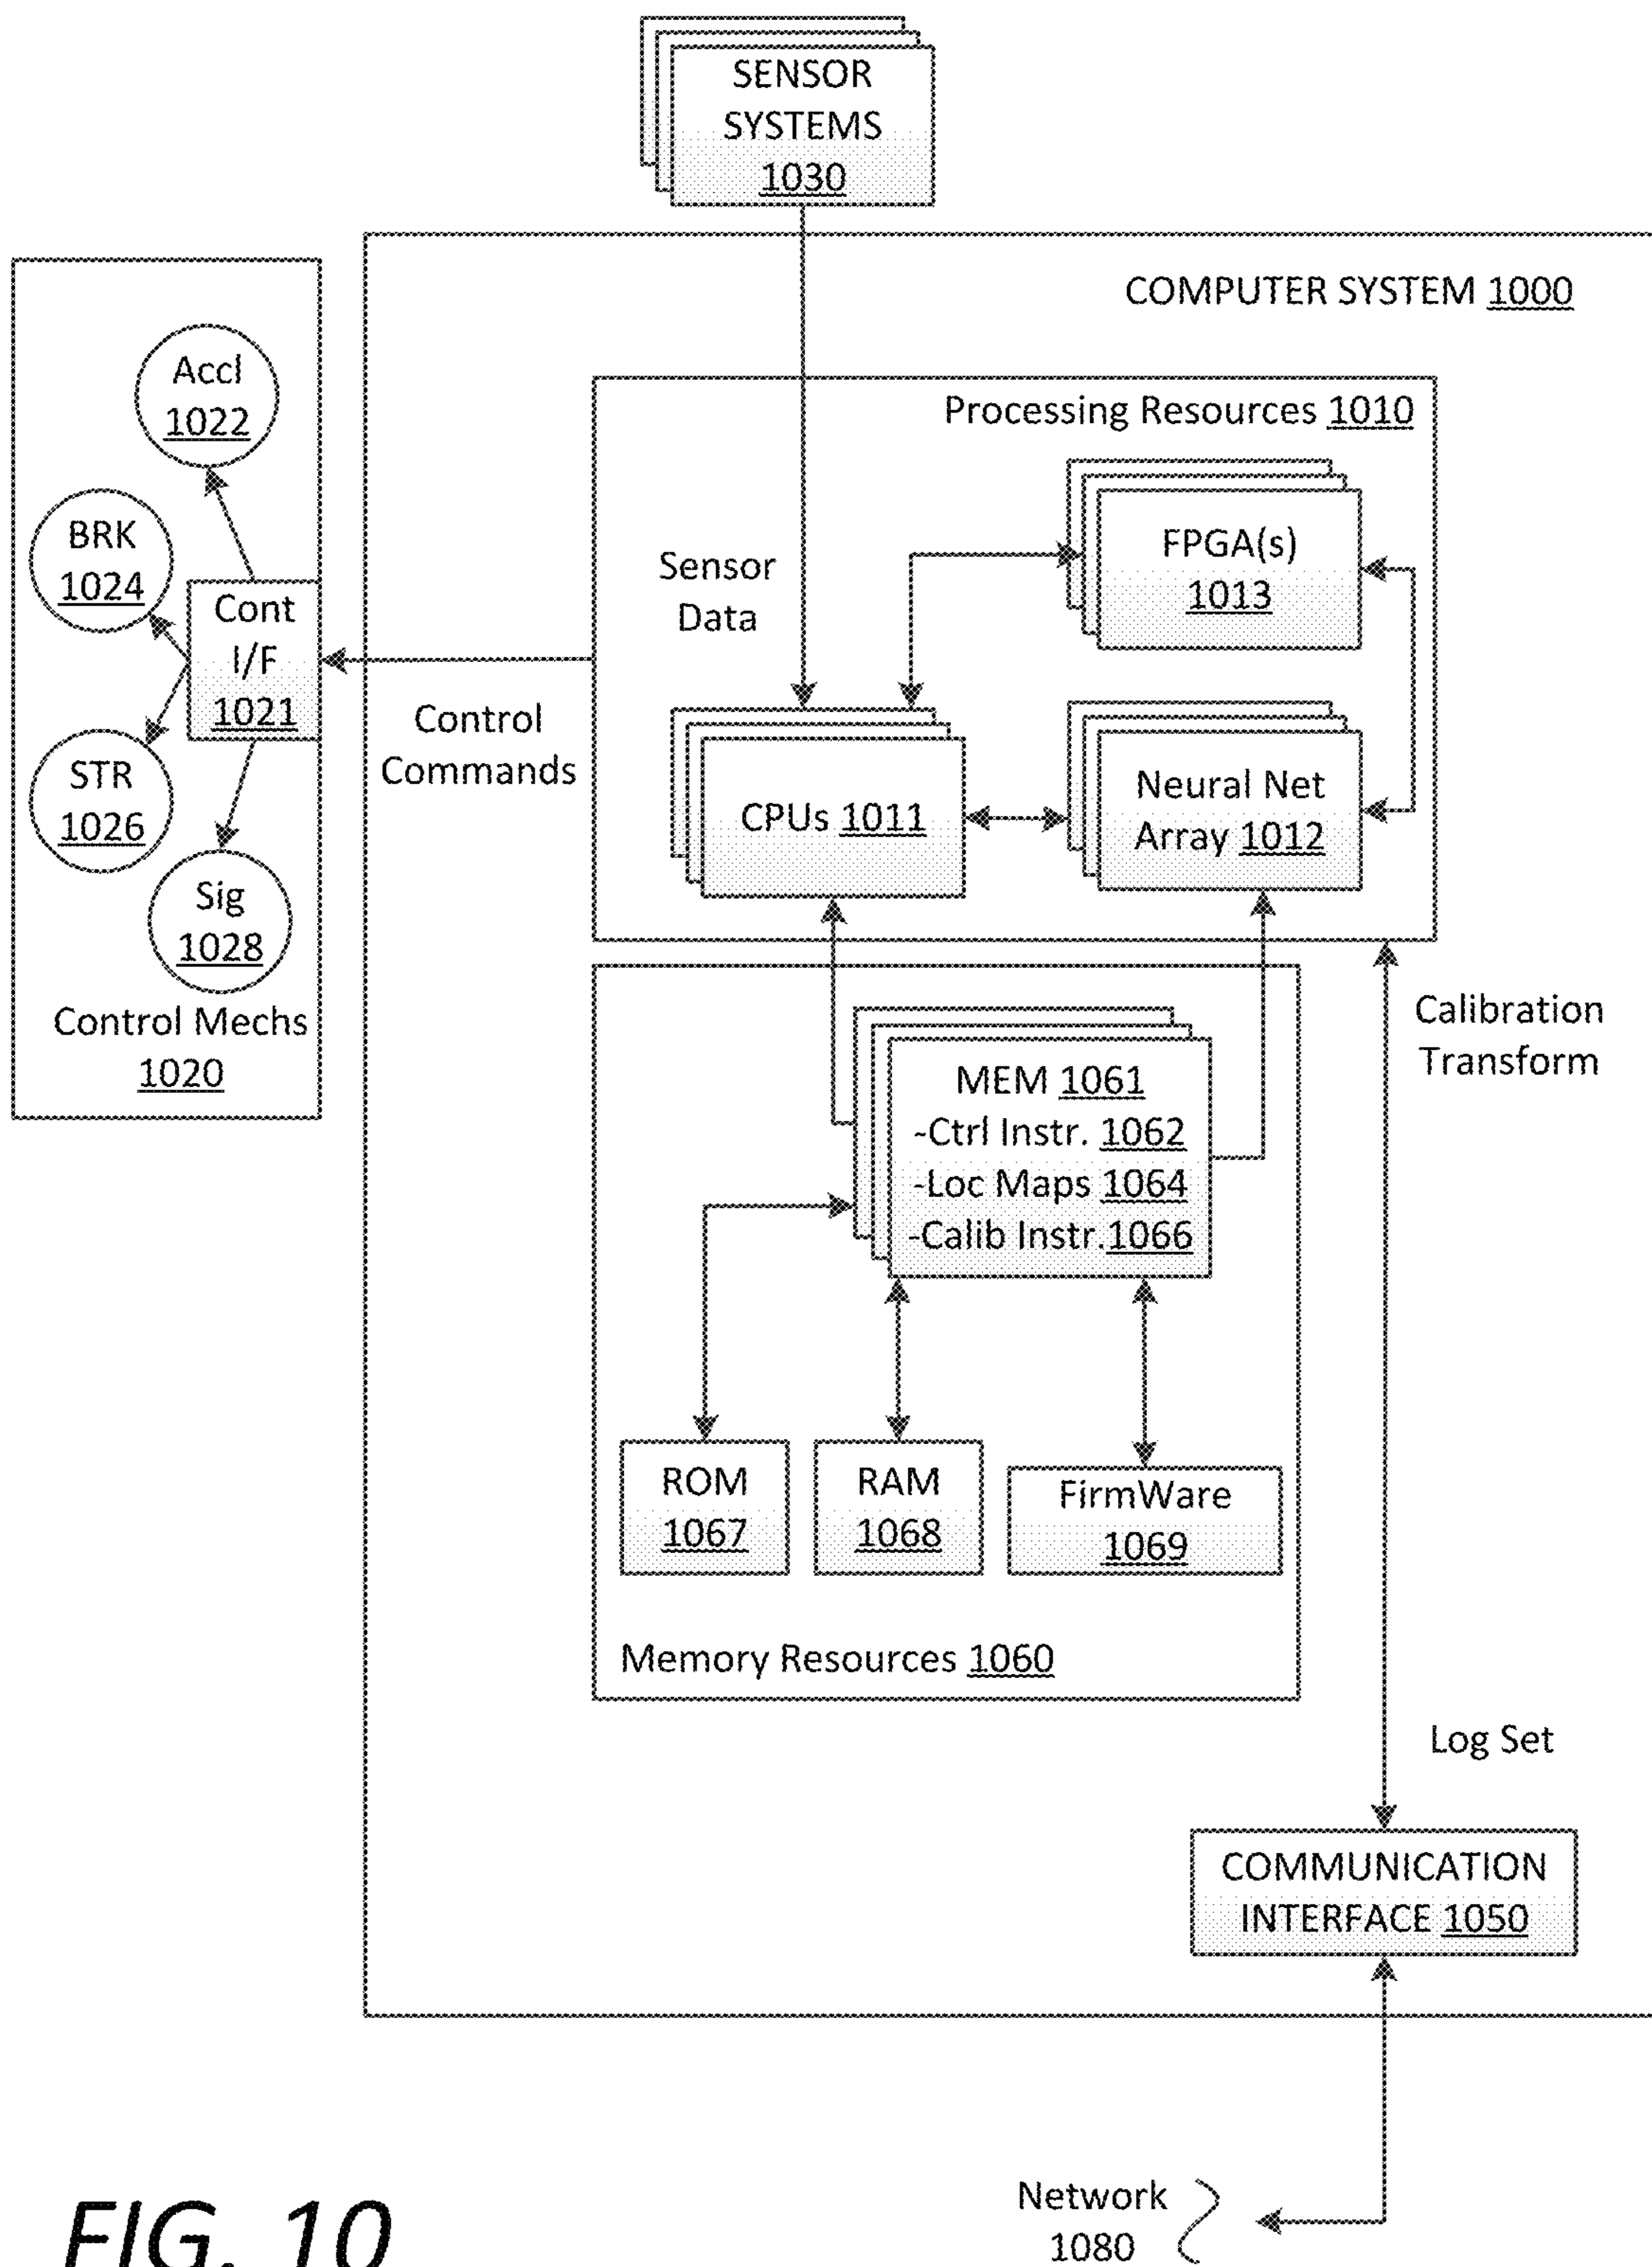 SENSOR
SYSTEMS
1030
COMPUTER SYSTEM 1000
Accl
1022
BRK
1024
Cont
I/F
1021
STR
1026
Sig
1028
Control Mechs
1020
Control
Commands
Processing Resources 1010
Sensor
Data
FPGA(s)
1013
CPUs 1011
Neural Net
Array 1012
Calibration
Transform
MEM 1061
-Ctrl Instr. 1062
-Loc Maps 1064
-Calib Instr.1066
ROM
1067
RAM
1068
FirmWare
1069
Memory Resources 1060
Log Set
COMMUNICATION
INTERFACE 1050
Network
1080
FIG. 10